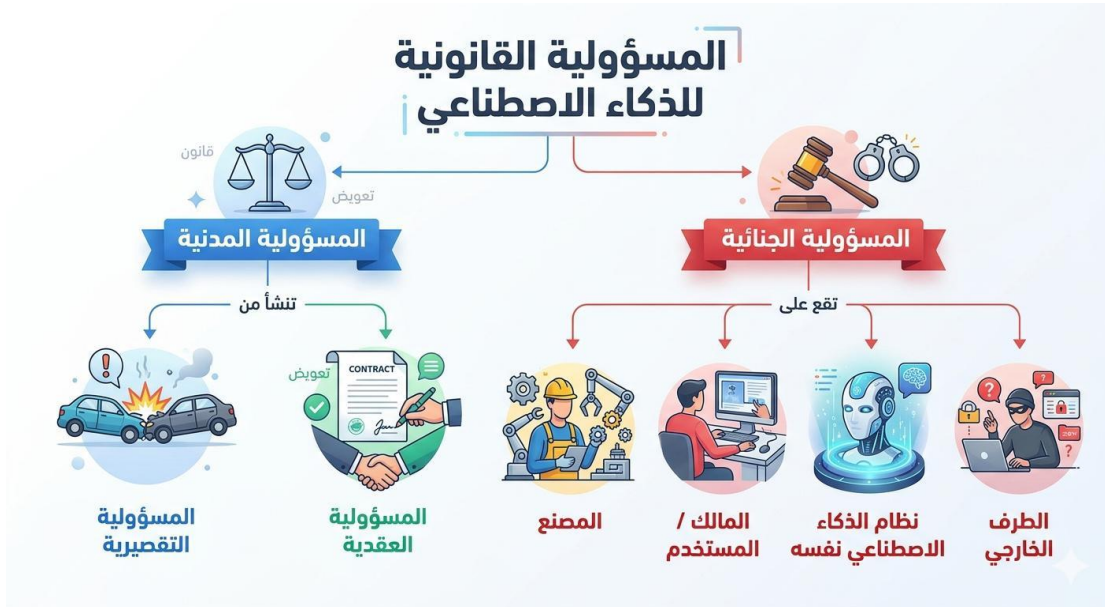 المسؤولية القانونية
للذكاء الاصطناعي
قانون
تعويض
المسؤولية المدنية
المسؤولية الجنائية
تنشأ من
تقع على
تعويض
CONTRACT
المسؤولية
التقصيرية
المسؤولية
العقدية
المصنع
المالك /
المستخدم
نظام الذكاء
الاصطناعي نفسه
الطرف
الخارجي